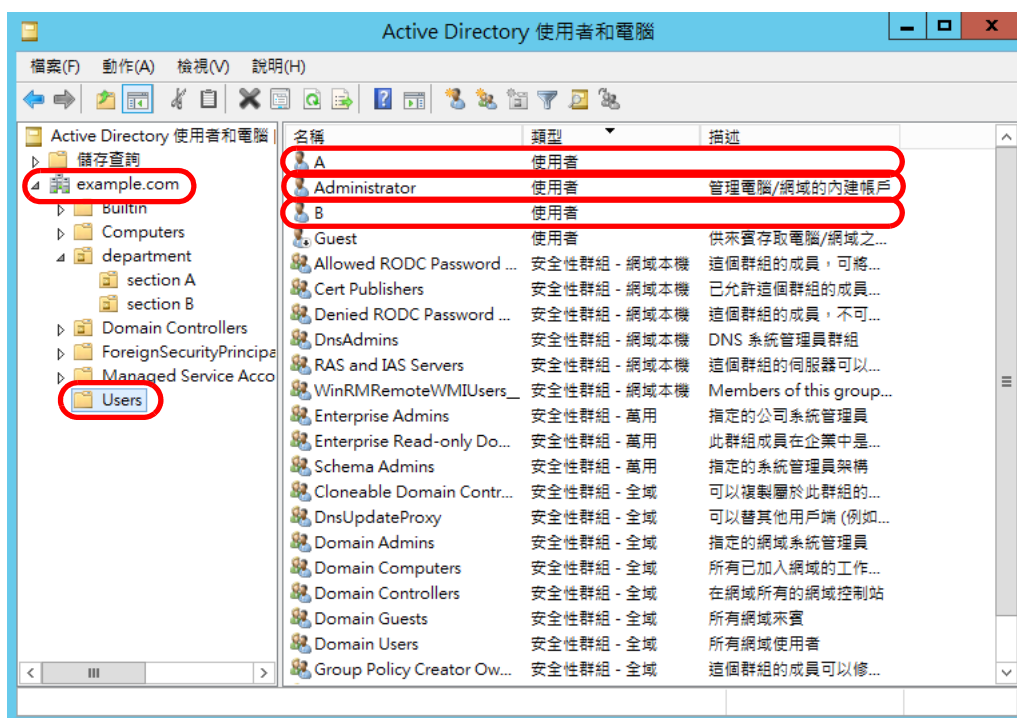 Active Directory 使用者和電腦
檔案(F) 動作(A) 檢視(V) 說明(H)
Active Directory 使用者和電腦 [
儲存查詢
example.com
Builtin
Computers
department
section A
section B
Domain Controllers
ForeignSecurityPrincipa
Managed Service Acco
Users
名稱 類型 描述
A 使用者
Administrator 使用者 管理電腦/網域的內建帳戶
B 使用者
Guest 使用者 供來賓存取電腦/網域之...
Allowed RODC Password ... 安全性群組 - 網域本機 這個群組的成員，可將...
Cert Publishers 安全性群組 - 網域本機 已允許這個群組的成員...
Denied RODC Password ... 安全性群組 - 網域本機 這個群組的成員，不可...
DnsAdmins 安全性群組 - 網域本機 DNS 系統管理員群組
RAS and IAS Servers 安全性群組 - 網域本機 這個群組的伺服器可以...
WinRMRemoteWMIUsers_ 安全性群組 - 網域本機 Members of this group...
Enterprise Admins 安全性群組 - 萬用 指定的公司系統管理員
Enterprise Read-only Do... 安全性群組 - 萬用 此群組成員在企業中是...
Schema Admins 安全性群組 - 萬用 指定的系統管理員架構
Cloneable Domain Contr... 安全性群組 - 全域 可以複製屬於此群組的...
DnsUpdateProxy 安全性群組 - 全域 可以替其他用戶端 (例如...
Domain Admins 安全性群組 - 全域 指定的網域系統管理員
Domain Computers 安全性群組 - 全域 所有已加入網域的工作...
Domain Controllers 安全性群組 - 全域 在網域所有的網域控制站
Domain Guests 安全性群組 - 全域 所有網域來賓
Domain Users 安全性群組 - 全域 所有網域使用者
Group Policy Creator Ow... 安全性群組 - 全域 這個群組的成員可以修...